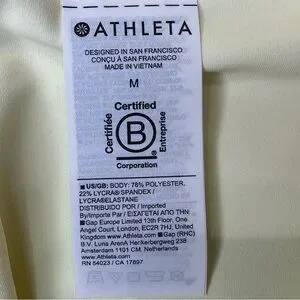 ATHLETA
DESIGNED IN SAN FRANCISCO
CONÇU À SAN FRANCISCO
MADE IN VIETNAM
M
Certified
Certifiée
B
Entreprise
Corporation
■ US/GB: BODY: 78% POLYESTER,
22% LYCRA® SPANDEX /
LYCRA®ELASTANE
DISTRIBUIDO POR / Imported
By/Importe Par / ΕΙΣΑΓΕΤΑΙ ΑΠΟ ΤΗΝ :
■ Gap Europe Limited 13th Floor, One
Angel Court, London, EC2R 7HJ, United
Kingdom www.Athleta.com ■ Gap (RHC)
B.V. Luna ArenA Herikerbergweg 238
Amsterdam 1101 CM, Netherlands
www.Athleta.com
RN 54023 / CA 17897